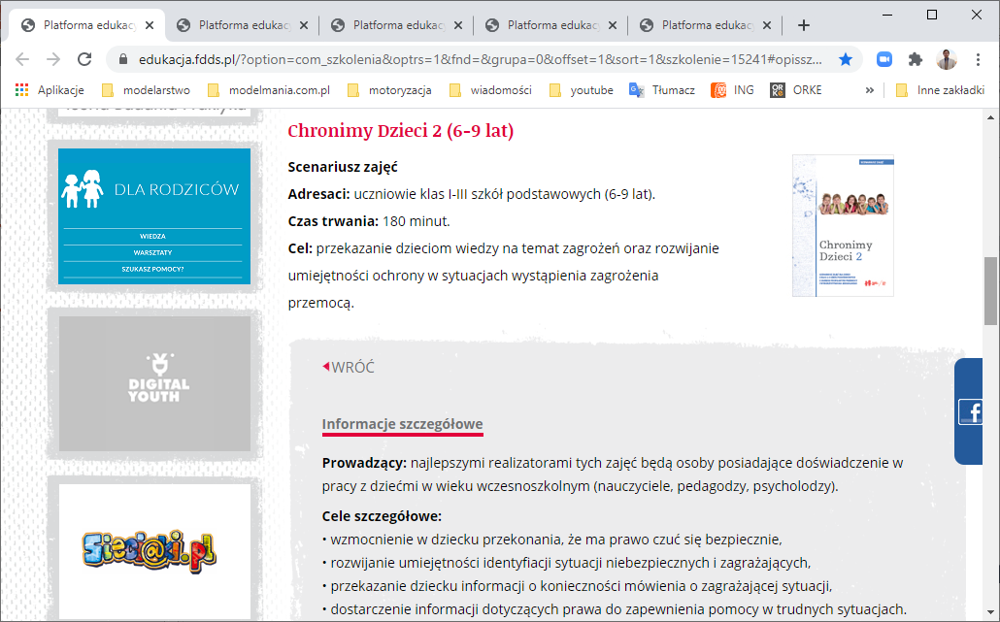 Platforma edukacy
Platforma edukacy
Platforma edukacy
Platforma edukacy
Platforma edukacy
edukacja.fdds.pl/?option=com_szkolenia&optrs=1&fnd=&grupa=0&offset=1&sort=1&szkolenie=15241#opissz...
Aplikacje
modelarstwo
modelmania.com.pl
motoryzacja
wiadomości
youtube
Tłumacz
ING
ORKE
»
Inne zakładki
DLA RODZICÓW
WIEDZA
WARSZTATY
SZUKASZ POMOCY?
DIGITAL
YOUTH
Sieci@ki.pl
Chronimy Dzieci 2 (6-9 lat)
Scenariusz zajęć
Adresaci: uczniowie klas I-III szkół podstawowych (6-9 lat).
Czas trwania: 180 minut.
Cel: przekazanie dzieciom wiedzy na temat zagrożeń oraz rozwijanie
umiejętności ochrony w sytuacjach wystąpienia zagrożenia
przemocą.
Chronimy
Dzieci 2
WRÓĆ
Informacje szczegółowe
Prowadzący: najlepszymi realizatorami tych zajęć będą osoby posiadające doświadczenie w
pracy z dziećmi w wieku wczesnoszkolnym (nauczyciele, pedagodzy, psycholodzy).
Cele szczegółowe:
• wzmocnienie w dziecku przekonania, że ma prawo czuć się bezpiecznie,
• rozwijanie umiejętności identyfiacji sytuacji niebezpiecznych i zagrażających,
• przekazanie dziecku informacji o konieczności mówienia o zagrażającej sytuacji,
• dostarczenie informacji dotyczących prawa do zapewnienia pomocy w trudnych sytuacjach.
f